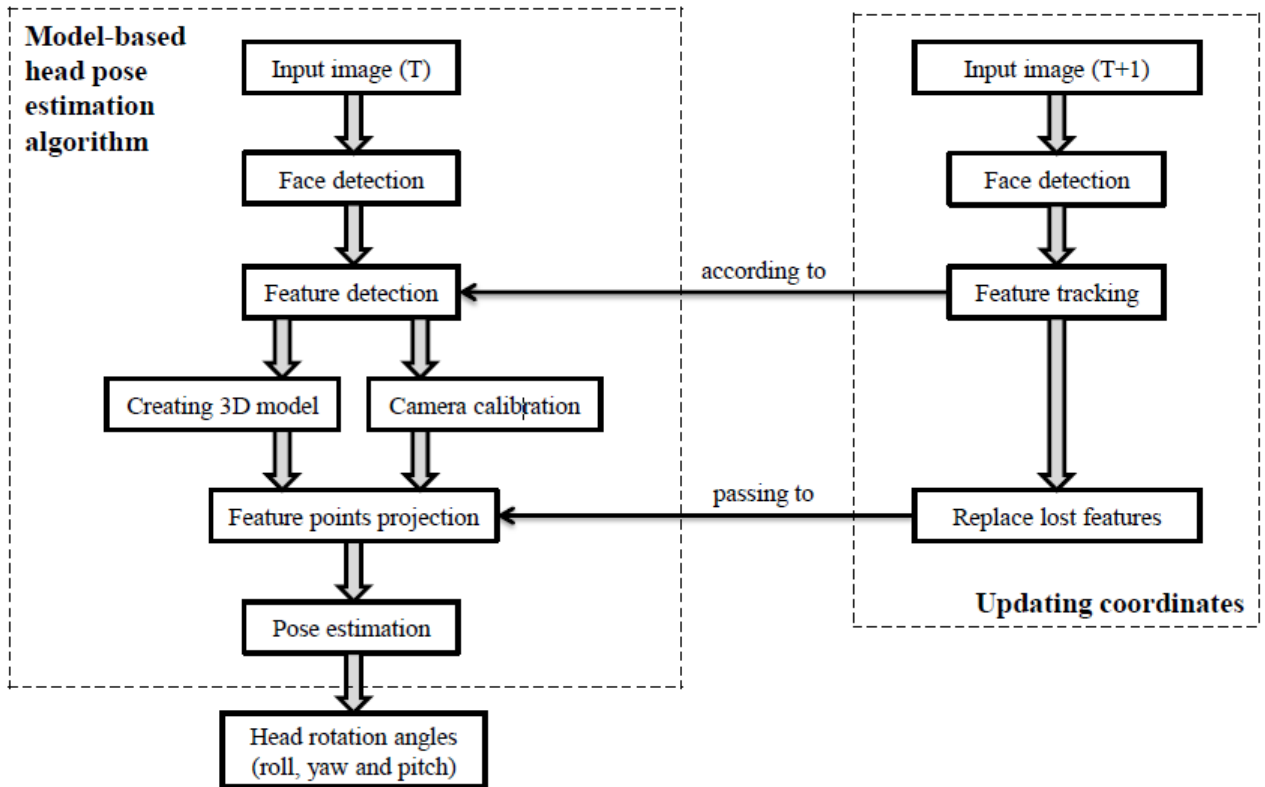 Model-based
head pose
estimation
algorithm
Input image (T)
Face detection
Feature detection
Creating 3D model
Camera calibration
Feature points projection
Pose estimation
Head rotation angles
(roll, yaw and pitch)
according to
passing to
Input image (T+1)
Face detection
Feature tracking
Replace lost features
Updating coordinates